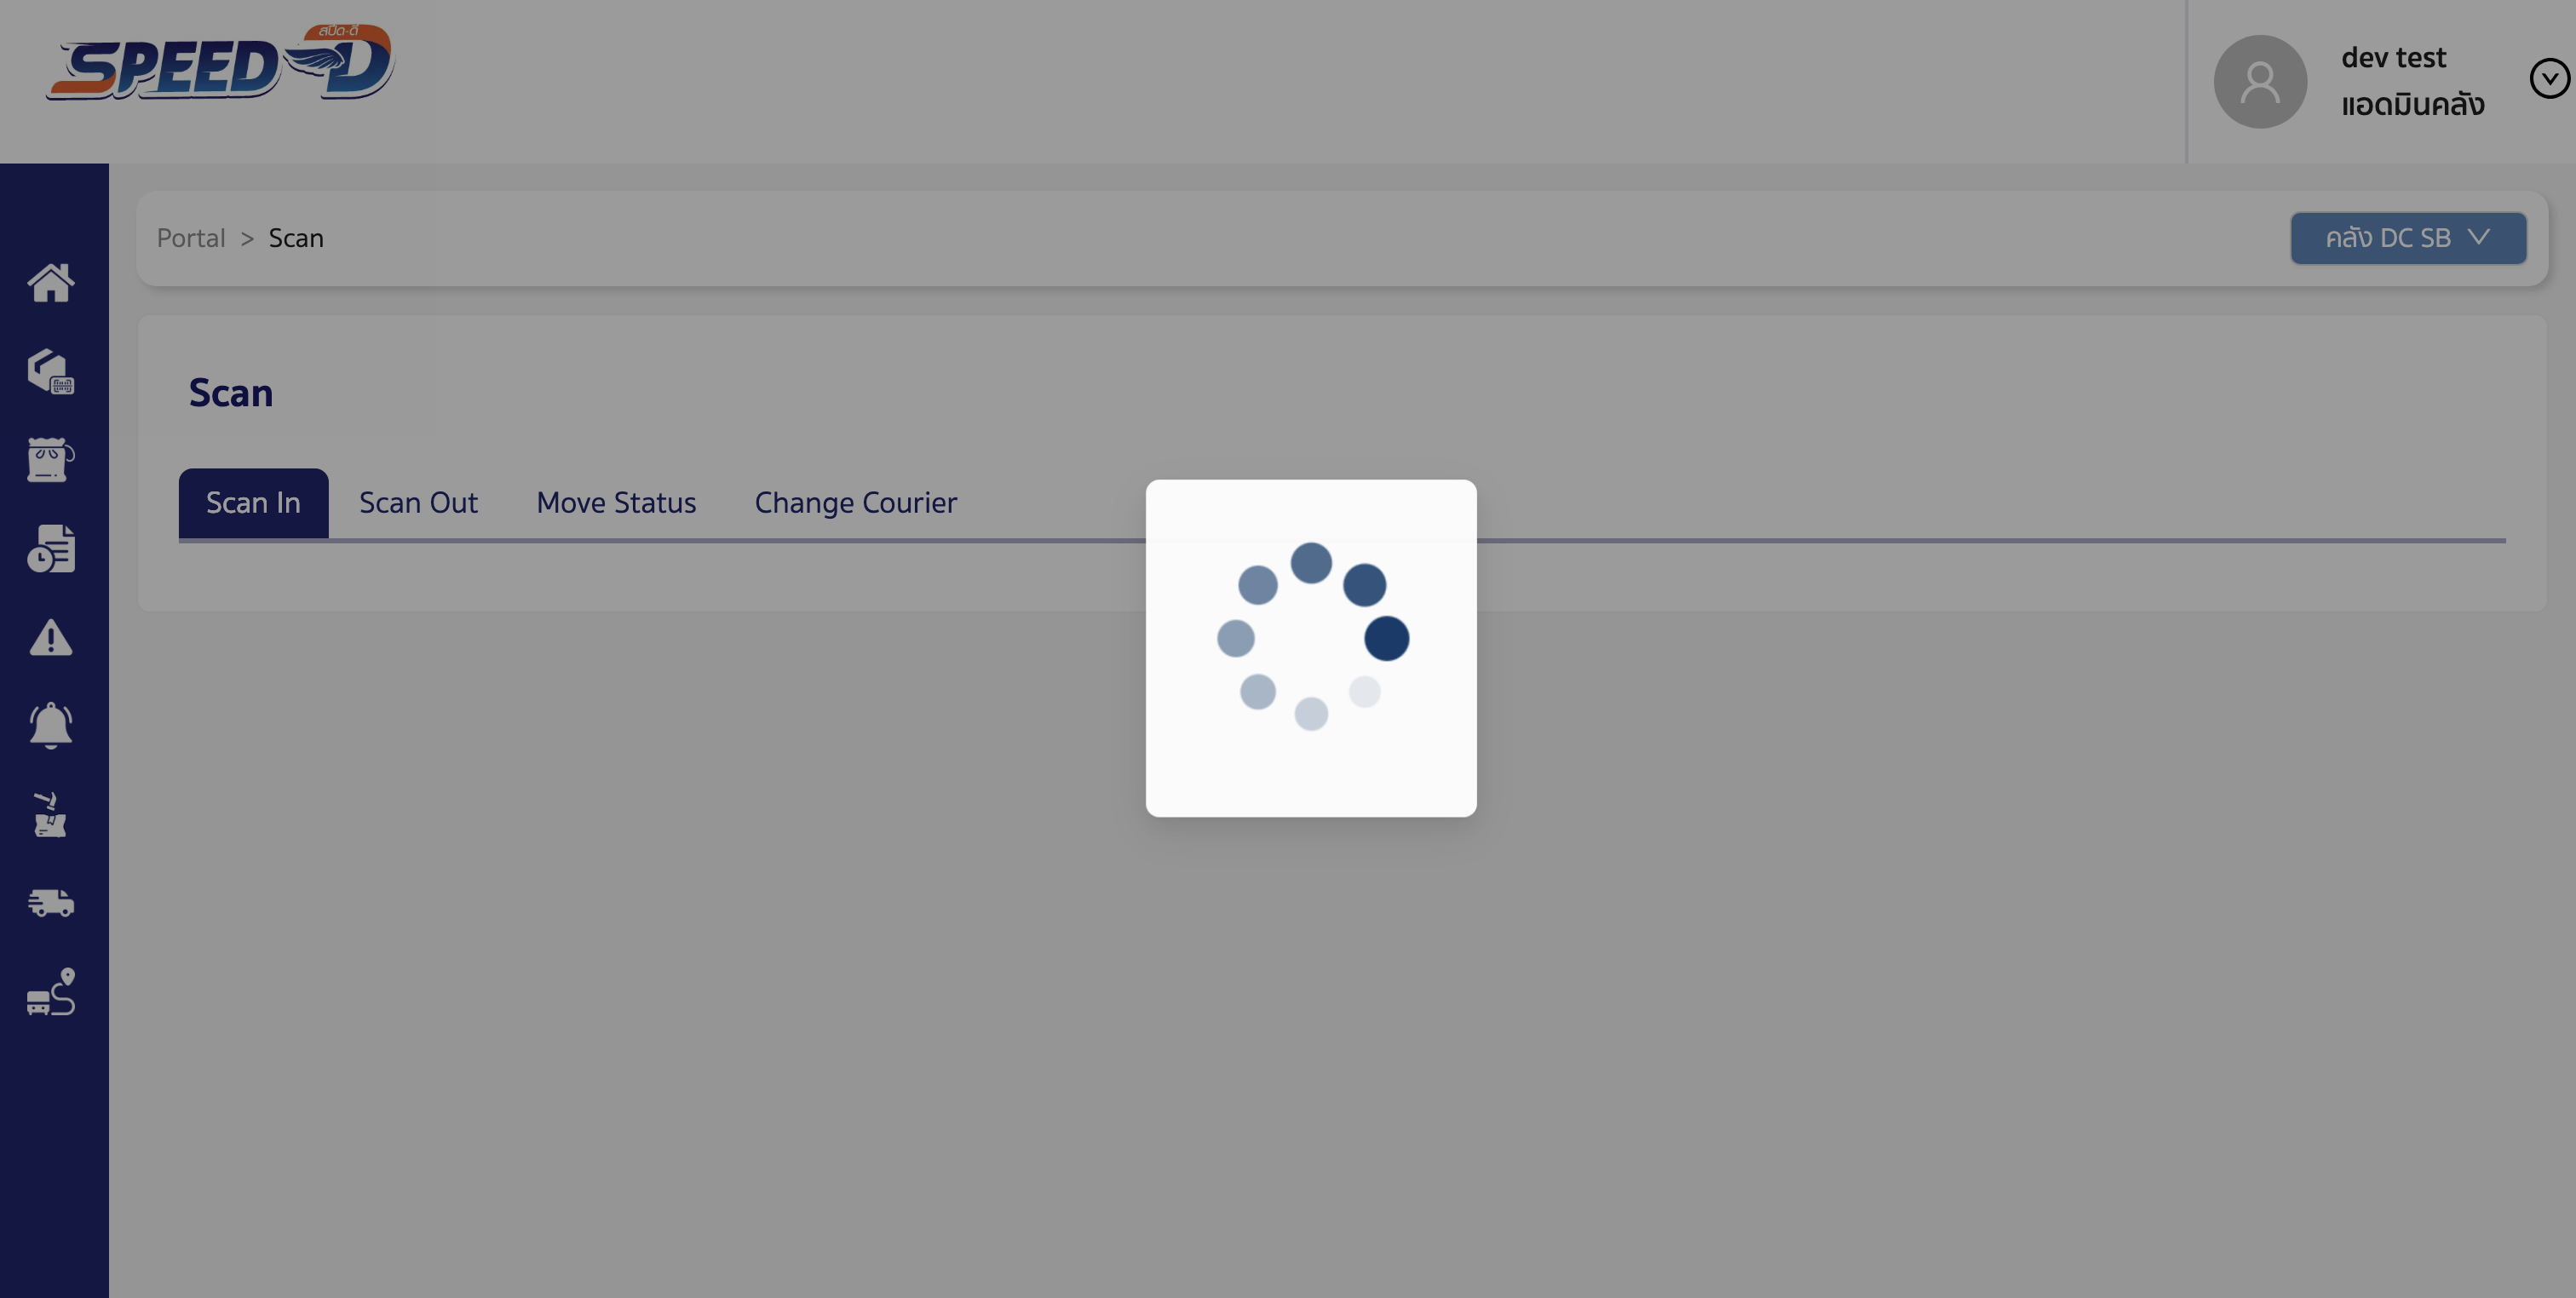 สปีด-ดี
SPEED D
dev test
แอดมินคลัง
Portal > Scan
คลัง DC SB
Scan
Scan In
Scan Out
Move Status
Change Courier